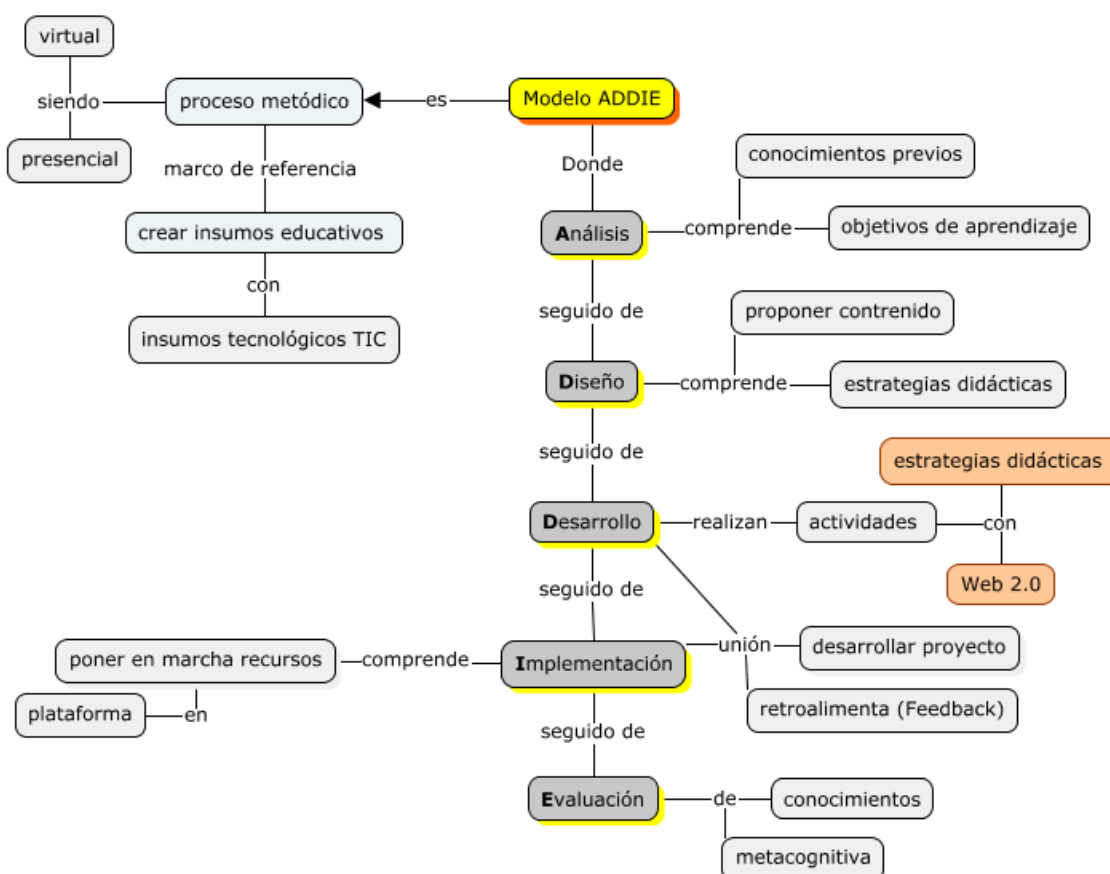 virtual
siendo
proceso metódico
es
Modelo ADDIE
presencial
marco de referencia
Donde
conocimientos previos
crear insumos educativos
Análisis
comprende
objetivos de aprendizaje
con
seguido de
proponer contrenido
insumos tecnológicos TIC
Diseño
comprende
estrategias didácticas
seguido de
estrategias didácticas
Desarrollo
realizan
actividades
con
Web 2.0
seguido de
unión
desarrollar proyecto
poner en marcha recursos
comprende
Implementación
plataforma
en
retroalimenta (Feedback)
seguido de
Evaluación
de
conocimientos
metacognitiva